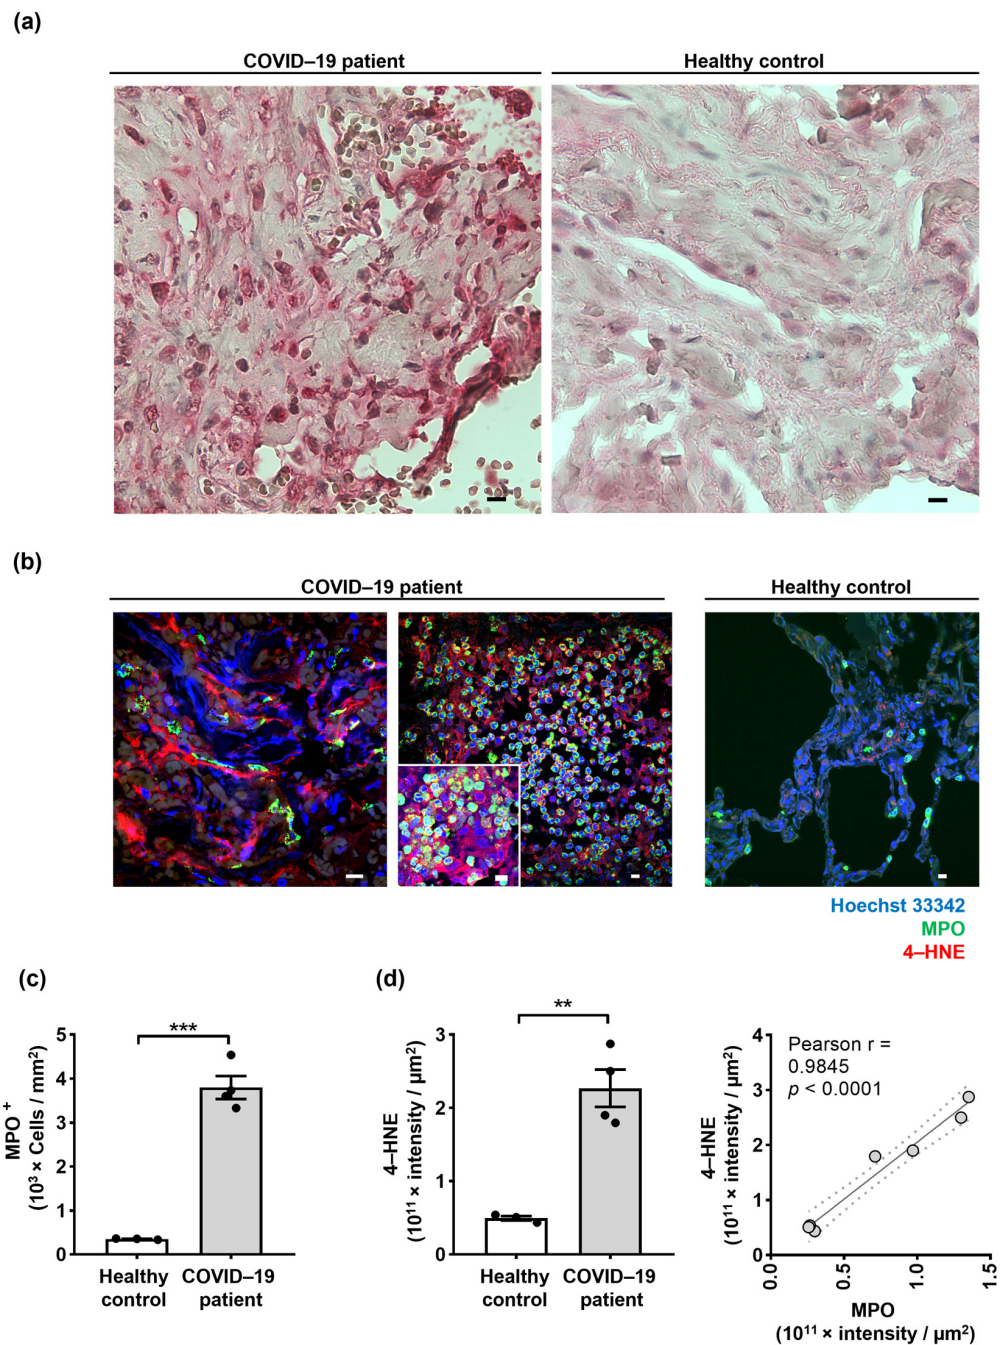 (a)
COVID–19 patient
Healthy control
(b)
COVID–19 patient
Healthy control
Hoechst 33342
MPO
4–HNE
(c)
MPO +
(10³ × Cells / mm²)
5
4
3
2
1
0
***
Healthy
control
COVID–19
patient
(d)
4–HNE
(10¹¹ × intensity / µm²)
3
2
1
0
**
Healthy
control
COVID–19
patient
4–HNE
(10¹¹ × intensity / µm²)
4
3
2
1
0
Pearson r =
0.9845
p < 0.0001
0.0
0.5
1.0
1.5
MPO
(10¹¹ × intensity / µm²)